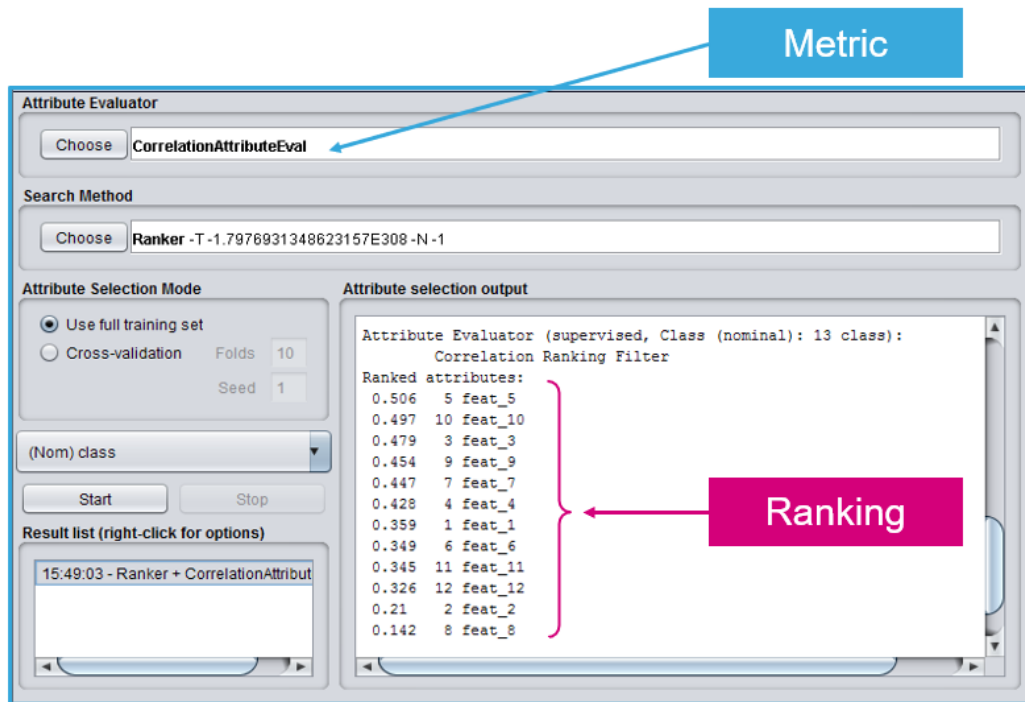 Metric
Attribute Evaluator
Choose CorrelationAttributeEval
Search Method
Choose Ranker -T -1.7976931348623157E308 -N -1
Attribute Selection Mode
Use full training set
Cross-validation Folds 10
Seed 1
(Nom) class
Start Stop
Result list (right-click for options)
15:49:03 - Ranker + CorrelationAttribut
Attribute selection output
Attribute Evaluator (supervised, Class (nominal): 13 class):
Correlation Ranking Filter
Ranked attributes:
0.506 5 feat_5
0.497 10 feat_10
0.479 3 feat_3
0.454 9 feat_9
0.447 7 feat_7
0.428 4 feat_4
0.359 1 feat_1
0.349 6 feat_6
0.345 11 feat_11
0.326 12 feat_12
0.21 2 feat_2
0.142 8 feat_8
Ranking